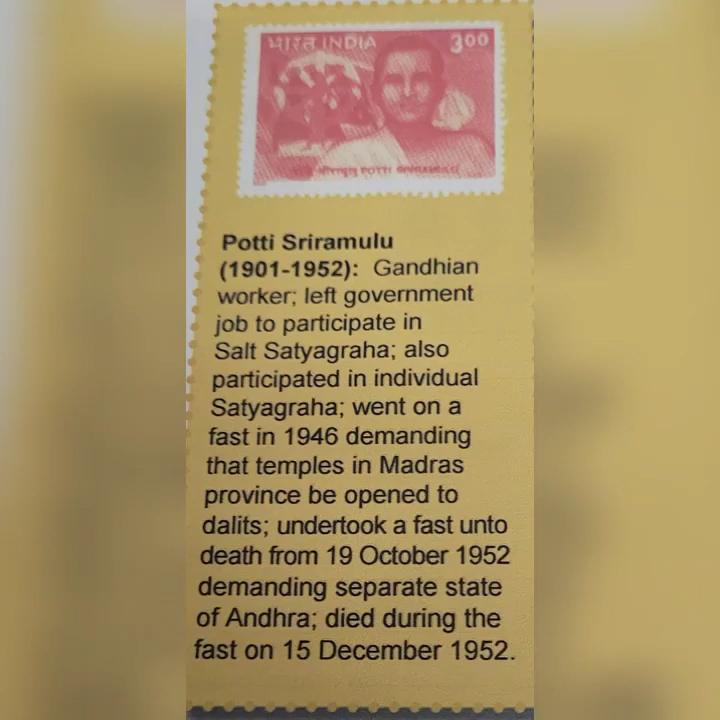 भारत INDIA 300
POTTI SRIRAMULU
Potti Sriramulu
(1901-1952): Gandhian
worker; left government
job to participate in
Salt Satyagraha; also
participated in individual
Satyagraha; went on a
fast in 1946 demanding
that temples in Madras
province be opened to
dalits; undertook a fast unto
death from 19 October 1952
demanding separate state
of Andhra; died during the
fast on 15 December 1952.